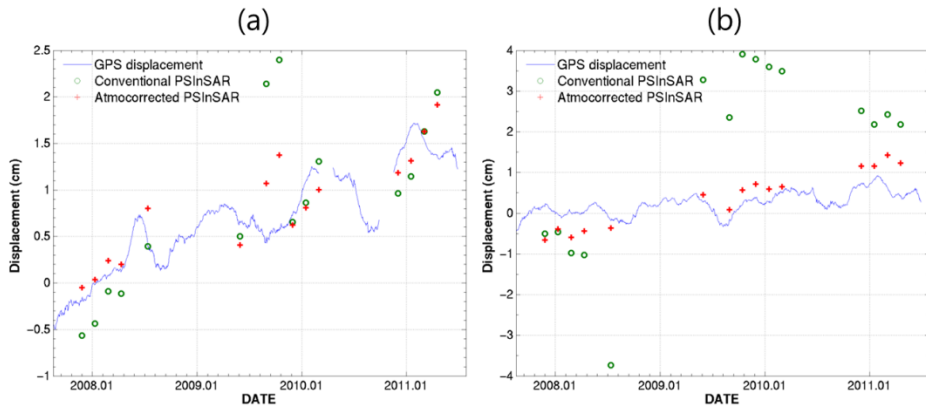 (a)
2.5
2
1.5
1
0.5
0
-0.5
-1
Displacement (cm)
GPS displacement
Conventional PSInSAR
Atmocorrected PSInSAR
2008.01 2009.01 2010.01 2011.01
DATE
(b)
4
3
2
1
0
-1
-2
-3
-4
Displacement (cm)
GPS displacement
Conventional PSInSAR
Atmocorrected PSInSAR
2008.01 2009.01 2010.01 2011.01
DATE